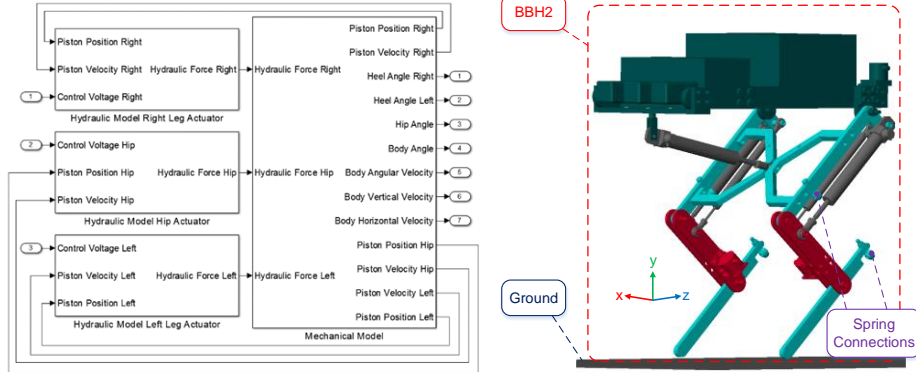 Piston Position Right
Piston Velocity Right
Hydraulic Force Right
1
Control Voltage Right
Hydraulic Model Right Leg Actuator
2
Control Voltage Hip
Piston Position Hip
Hydraulic Force Hip
Piston Velocity Hip
Hydraulic Model Hip Actuator
3
Control Voltage Left
Piston Velocity Left
Hydraulic Force Left
Piston Position Left
Hydraulic Model Left Leg Actuator
Piston Position Right
Piston Velocity Right
Hydraulic Force Right
Heel Angle Right
1
Heel Angle Left
2
Hip Angle
3
Body Angle
4
Hydraulic Force Hip
Body Angular Velocity
5
Body Vertical Velocity
6
Body Horizontal Velocity
7
Piston Position Hip
Hydraulic Force Left
Piston Velocity Hip
Piston Velocity Left
Piston Position Left
Mechanical Model
BBH2
Ground
y
x
z
Spring
Connections